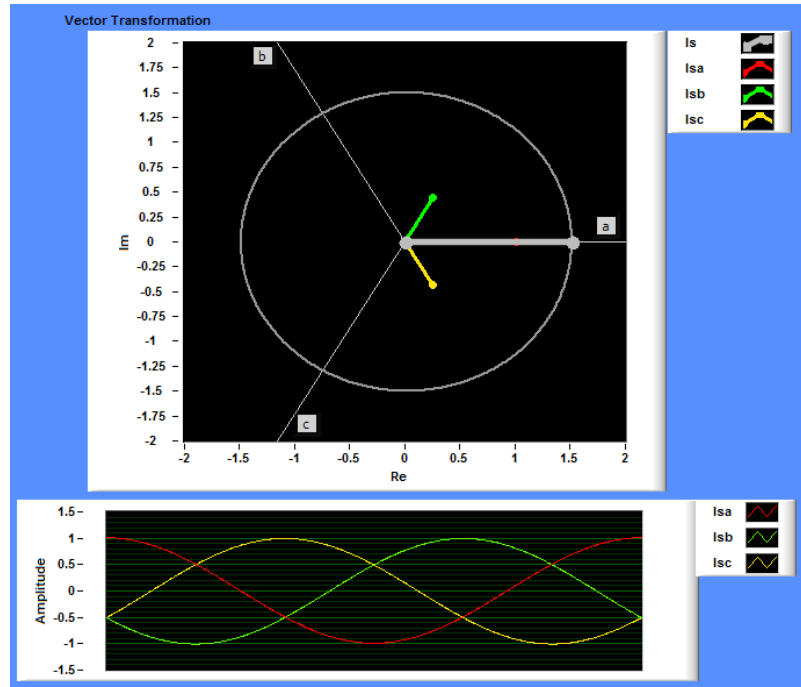 Vector Transformation
2
1.75
1.5
1.25
1
0.75
0.5
0.25
0
-0.25
-0.5
-0.75
-1
-1.25
-1.5
-1.75
-2
Im
b
a
c
-2 -1.5 -1 -0.5 0 0.5 1 1.5 2
Re
Is
Isa
Isb
Isc
1.5
1
0.5
0
-0.5
-1
-1.5
Amplitude
Isa
Isb
Isc